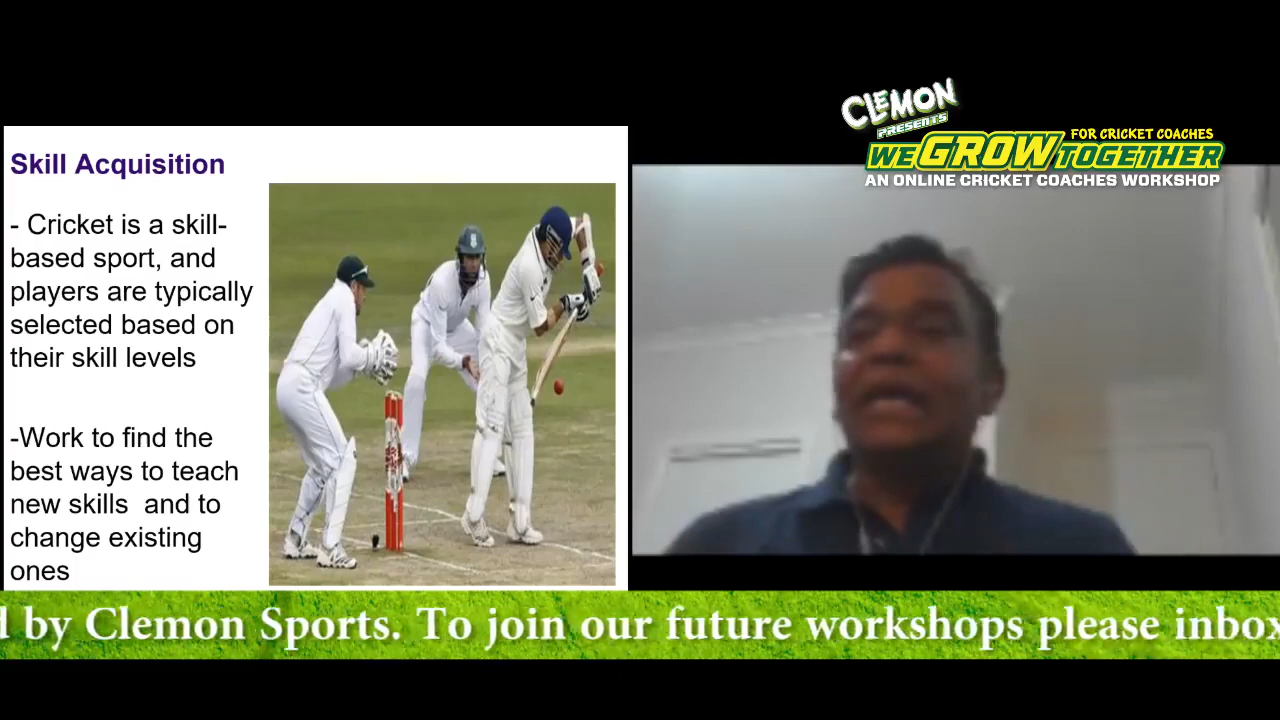 CLEMON
PRESENTS
FOR CRICKET COACHES
WE GROW TOGETHER
AN ONLINE CRICKET COACHES WORKSHOP
Skill Acquisition
- Cricket is a skill-
based sport, and
players are typically
selected based on
their skill levels
-Work to find the
best ways to teach
new skills and to
change existing
ones
d by Clemon Sports. To join our future workshops please inbox